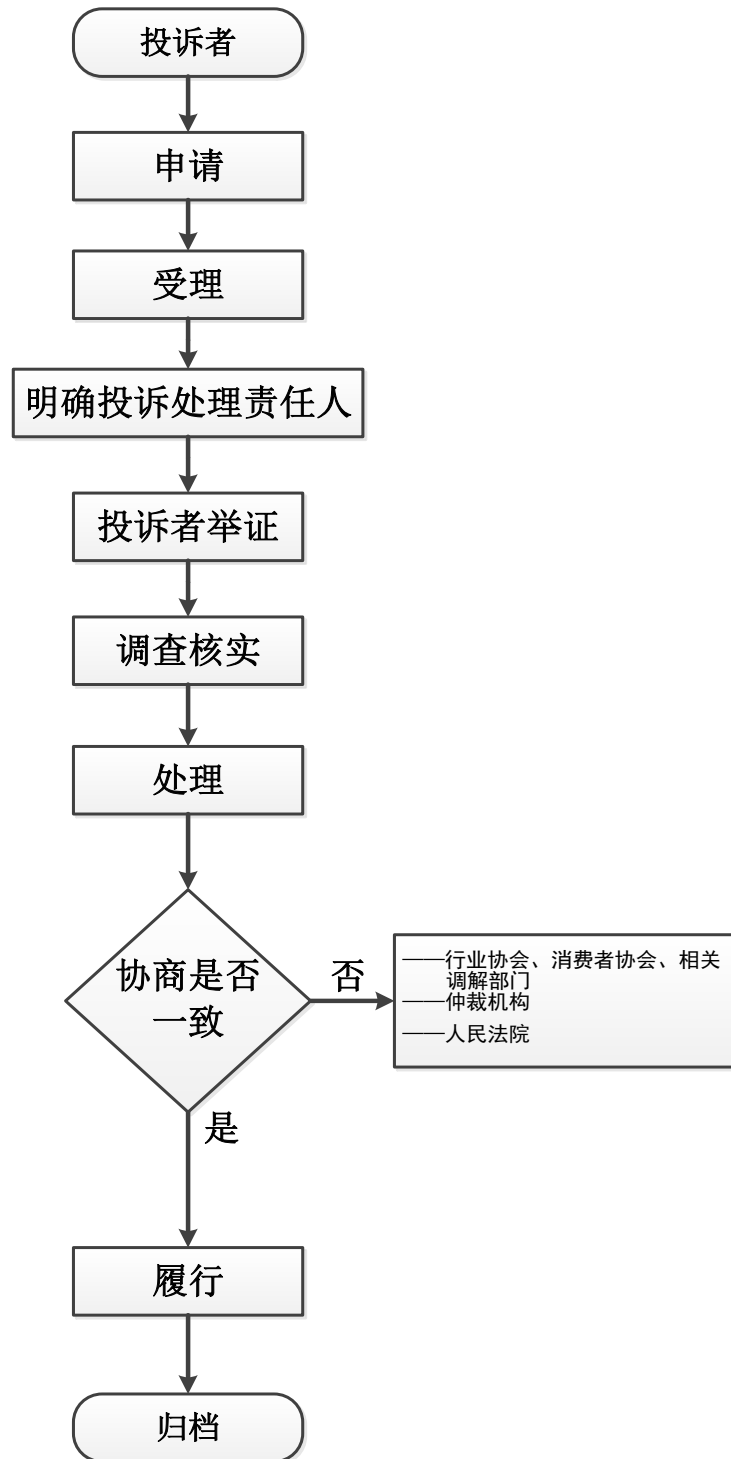 投诉者
申请
受理
明确投诉处理责任人
投诉者举证
调查核实
处理
协商是否
一致
否
——行业协会、消费者协会、相关
调解部门
——仲裁机构
——人民法院
是
履行
归档